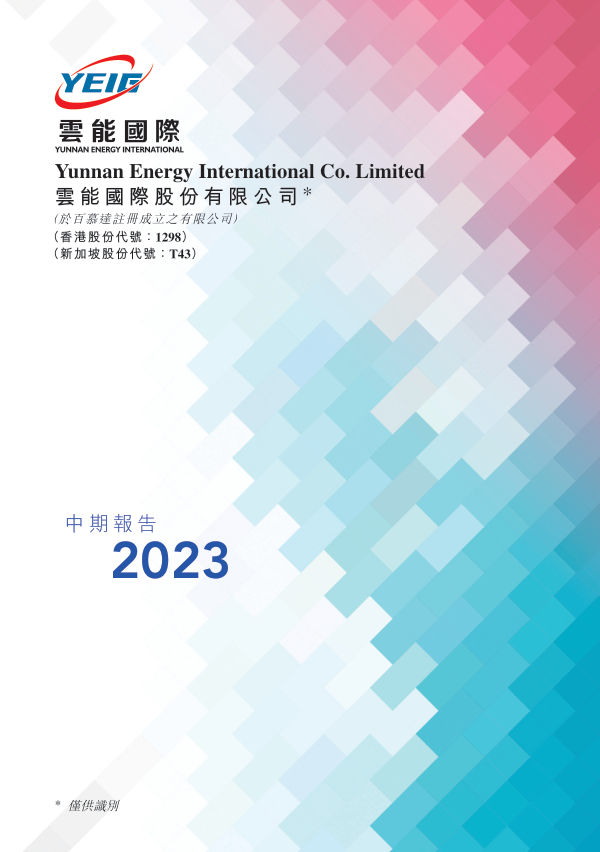 YEIG
雲能國際
YUNNAN ENERGY INTERNATIONAL
Yunnan Energy International Co. Limited
雲能國際股份有限公司*
(於百慕達註冊成立之有限公司)
(香港股份代號:1298)
(新加坡股份代號:T43)
中期報告
2023
* 僅供識別